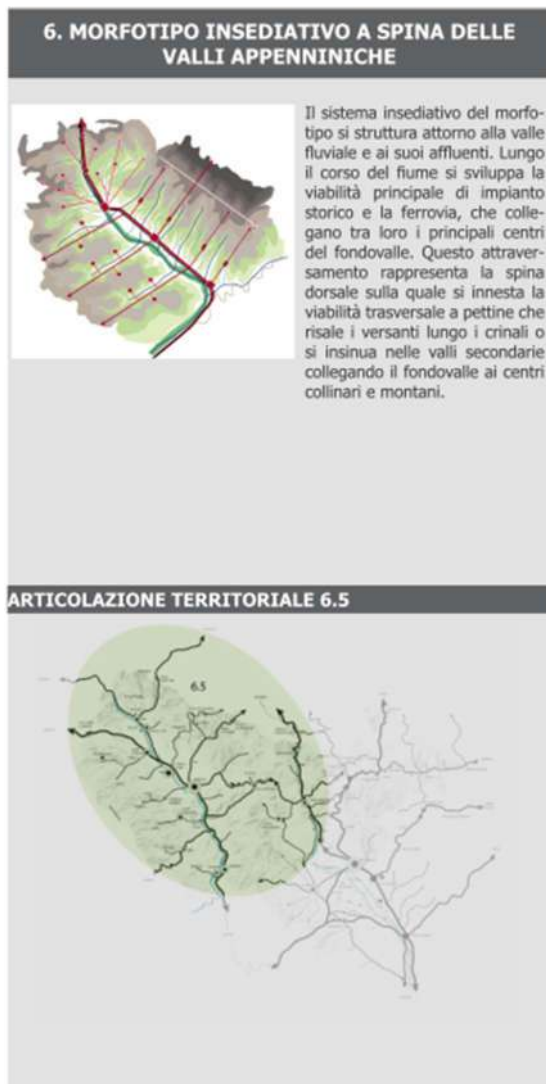 6. MORFOTIPO INSEDIATIVO A SPINA DELLE
VALLI APPENNINICHE
Il sistema insediativo del morfo-
tipo si struttura attorno alla valle
fluviale e ai suoi affluenti. Lungo
il corso del fiume si sviluppa la
viabilità principale di impianto
storico e la ferrovia, che colle-
gano tra loro i principali centri
del fondovalle. Questo attraver-
samento rappresenta la spina
dorsale sulla quale si innesta la
viabilità trasversale a pettine che
risale i versanti lungo i crinali o
si insinua nelle valli secondarie
collegando il fondovalle ai centri
collinari e montani.
ARTICOLAZIONE TERRITORIALE 6.5
6.5